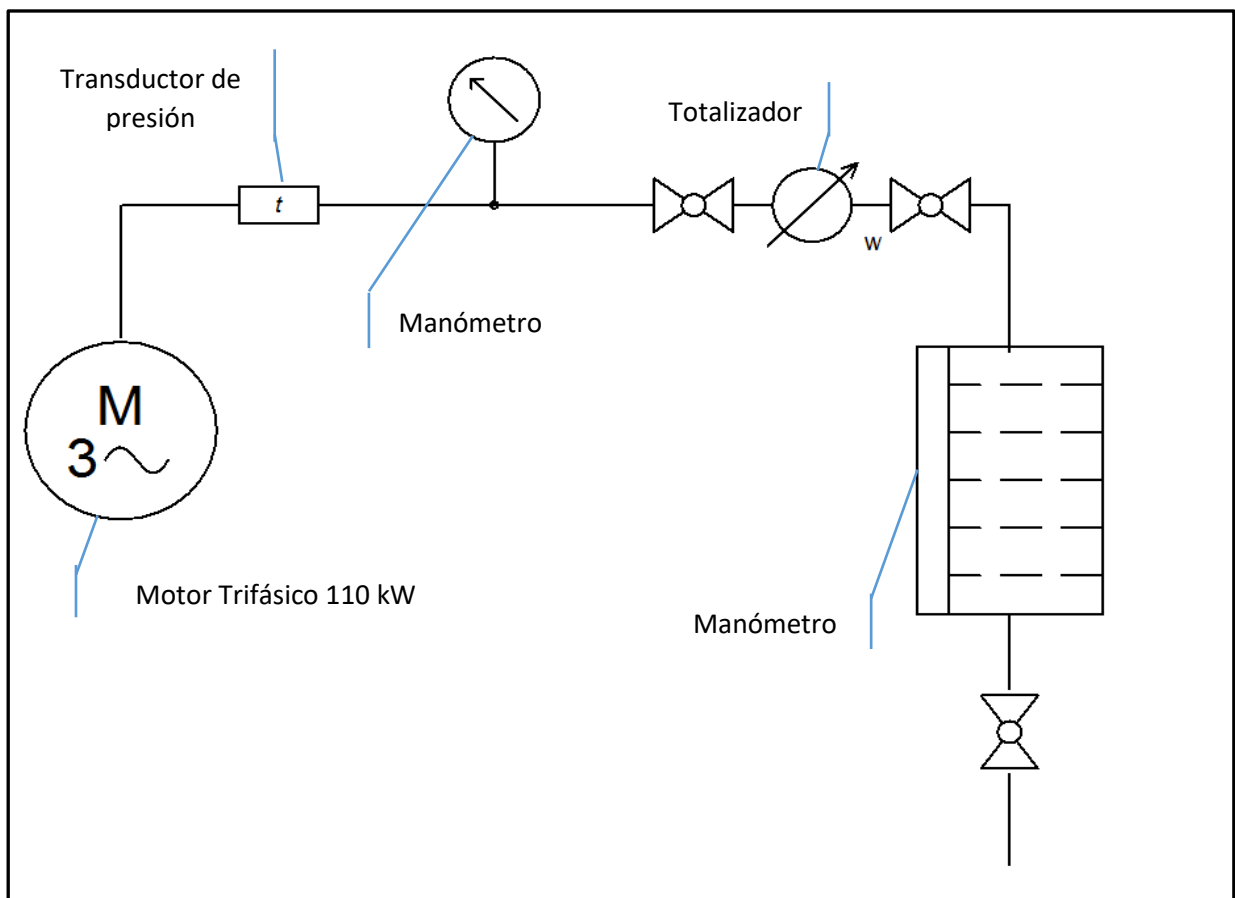 Transductor de
presión
Totalizador
t
W
Manómetro
M
3
Motor Trifásico 110 kW
Manómetro